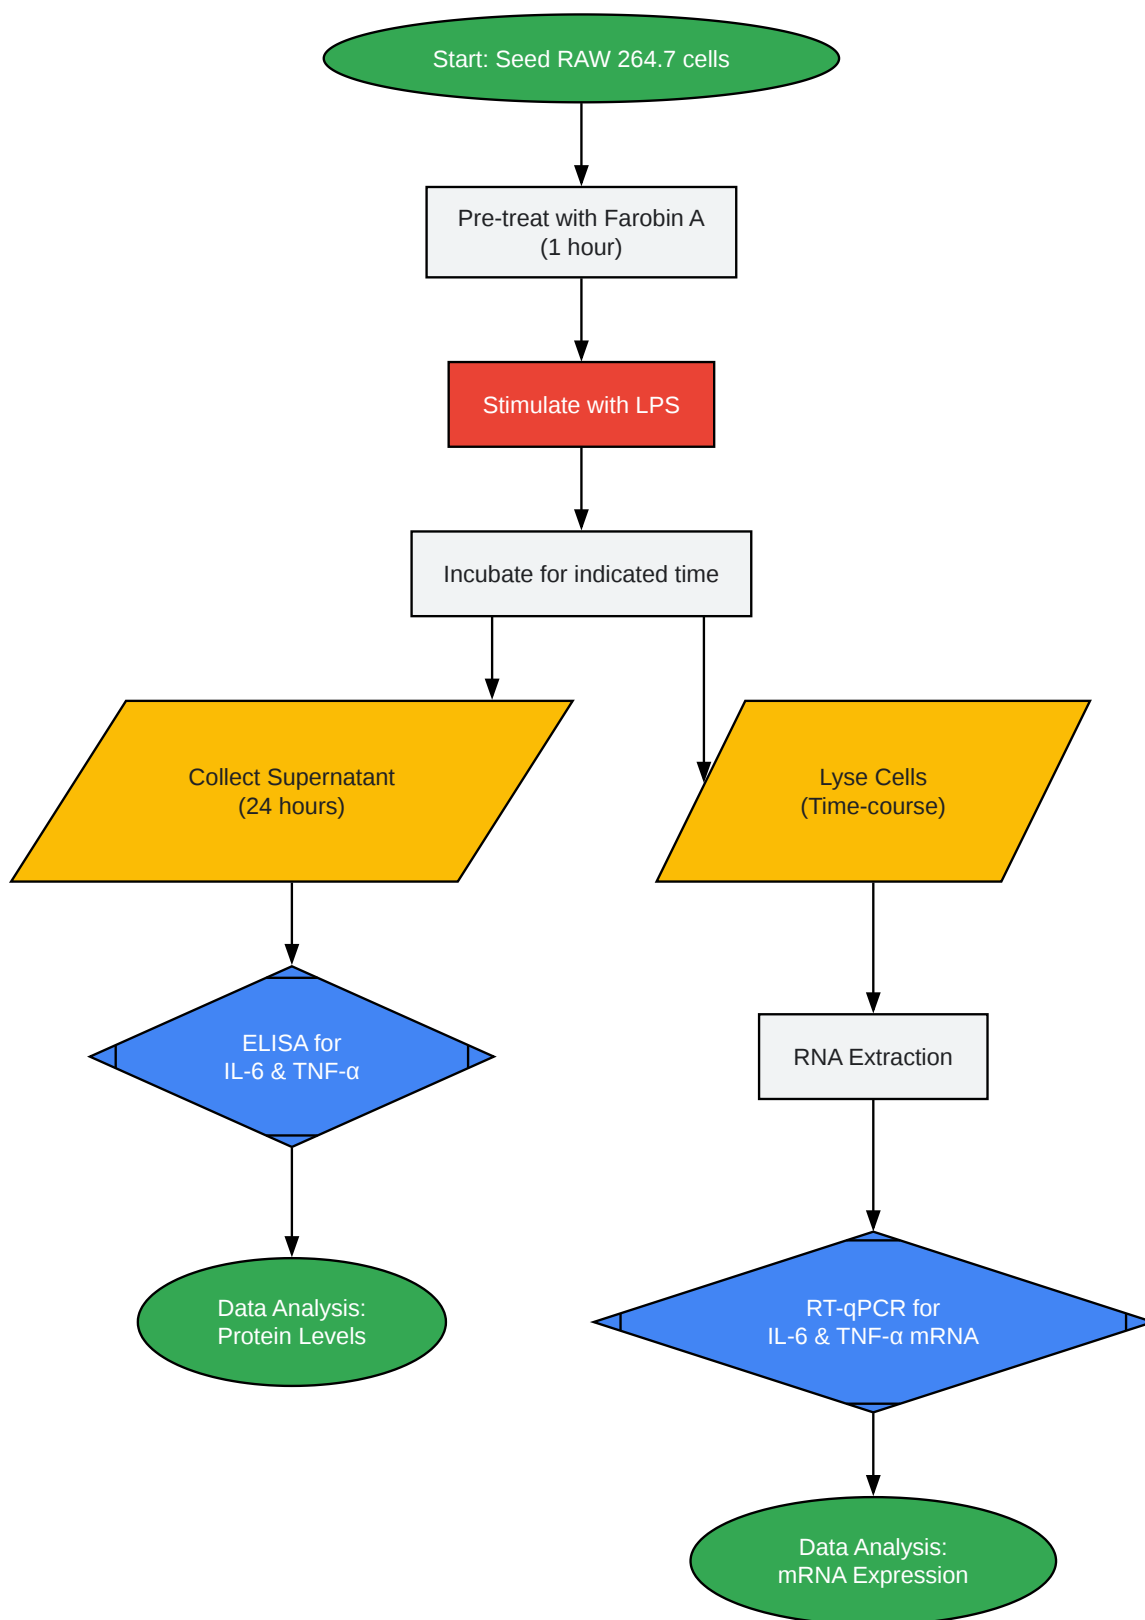 Start: Seed RAW 264.7 cells
Pre-treat with Farobin A
(1 hour)
Stimulate with LPS
Incubate for indicated time
Collect Supernatant
(24 hours)
Lyse Cells
(Time-course)
ELISA for
IL-6 & TNF-α
RNA Extraction
Data Analysis:
Protein Levels
RT-qPCR for
IL-6 & TNF-α mRNA
Data Analysis:
mRNA Expression